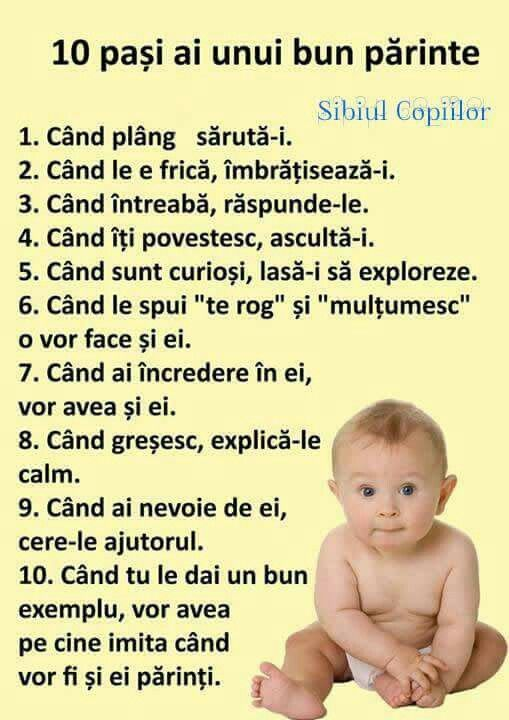 10 pași ai unui bun părinte
Sibiul Copiilor
1. Când plâng sărută-i.
2. Când le e frică, îmbrățisează-i.
3. Când întreabă, răspunde-le.
4. Când îți povestesc, ascultă-i.
5. Când sunt curioși, lasă-i să exploreze.
6. Când le spui "te rog" și "mulțumesc"
o vor face și ei.
7. Când ai încredere în ei,
vor avea și ei.
8. Când greșesc, explică-le
calm.
9. Când ai nevoie de ei,
cere-le ajutorul.
10. Când tu le dai un bun
exemplu, vor avea
pe cine imita când
vor fi și ei părinți.